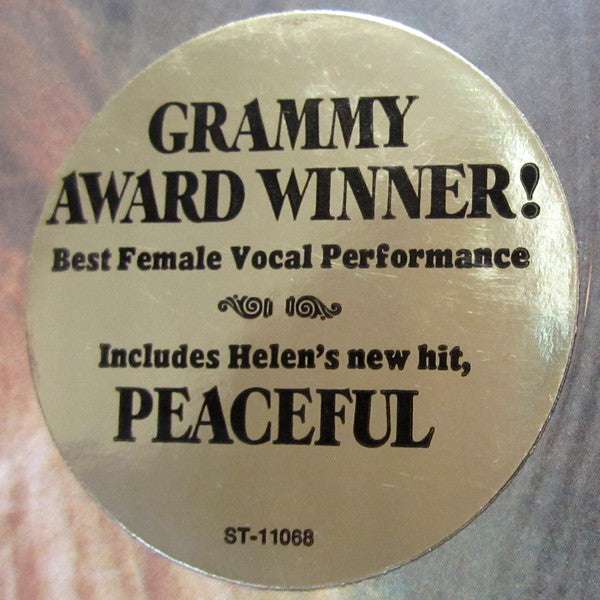 GRAMMY
AWARD WINNER!
Best Female Vocal Performance
Includes Helen's new hit,
PEACEFUL
ST-11068